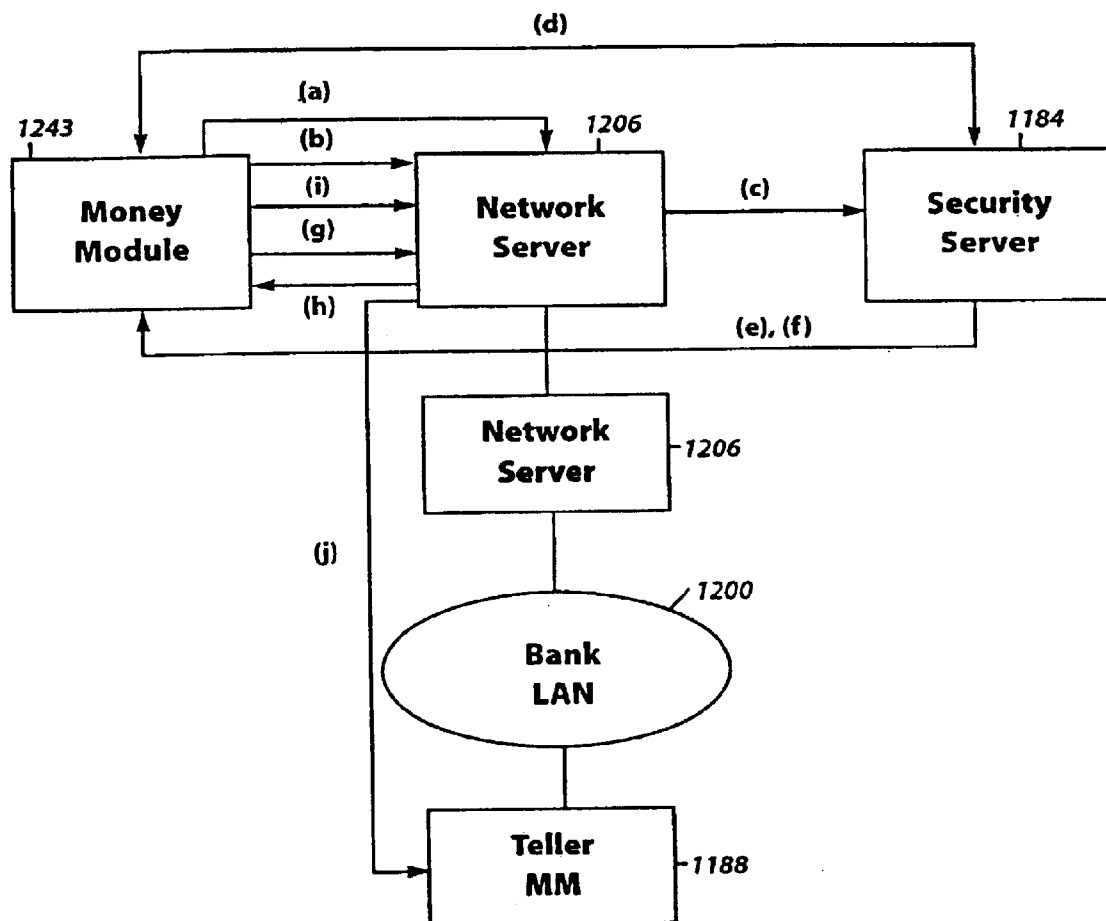 (d)
(a)
1243
(b)
1206
1184
(i)
Money
Module
Network
Server
(c)
Security
Server
(g)
(h)
(e), (f)
Network
Server
1206
(j)
1200
Bank
LAN
Teller
MM
1188